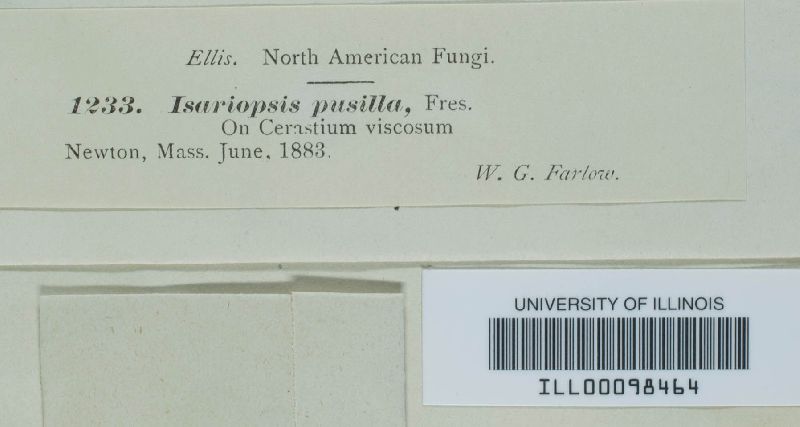 Ellis. North American Fungi.
1233. Isariopsis pusilla, Fres.
On Cerastium viscosum
Newton, Mass. June, 1883.
W. G. Farlow.
UNIVERSITY OF ILLINOIS
ILL00098464